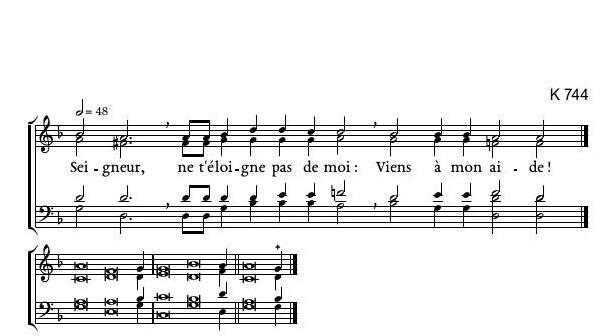 K 744
= 48
Sei - gneur, ne t'éloi - gne pas de moi : Viens à mon ai - de !